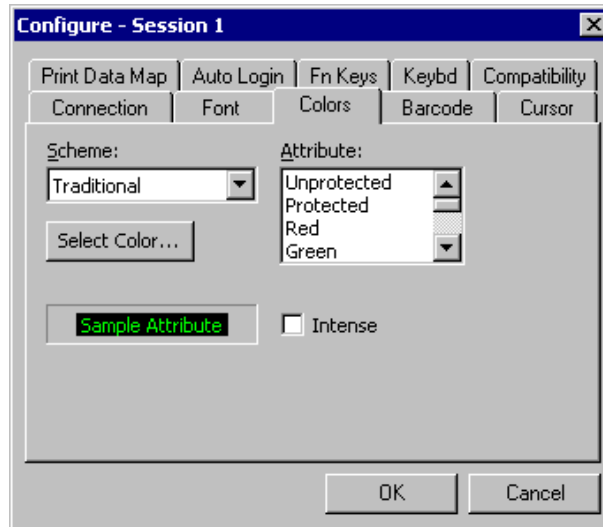 Configure - Session 1
Print Data Map Auto Login Fn Keys Keybd Compatibility
Connection Font Colors Barcode Cursor
Scheme: Attribute:
Traditional
Unprotected
Protected
Red
Green
Select Color...
Sample Attribute
Intense
OK Cancel